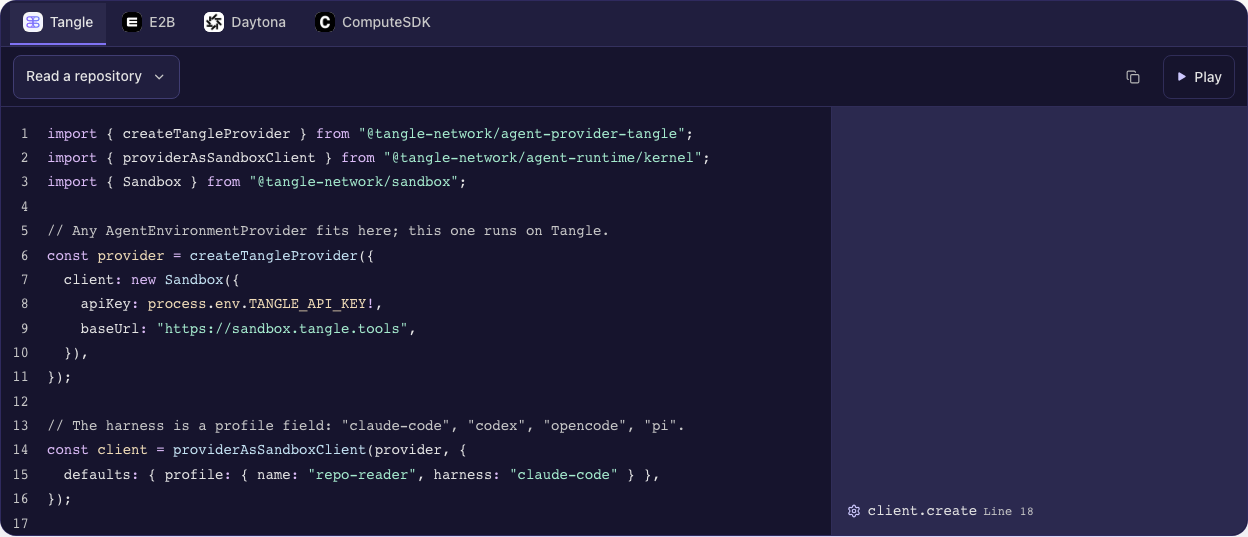 Tangle E2B Daytona ComputeSDK
Read a repository Play
1 import { createTangleProvider } from "@tangle-network/agent-provider-tangle";
2 import { providerAsSandboxClient } from "@tangle-network/agent-runtime/kernel";
3 import { Sandbox } from "@tangle-network/sandbox";
4
5 // Any AgentEnvironmentProvider fits here; this one runs on Tangle.
6 const provider = createTangleProvider({
7   client: new Sandbox({
8     apiKey: process.env.TANGLE_API_KEY!,
9     baseUrl: "https://sandbox.tangle.tools",
10   }),
11 });
12
13 // The harness is a profile field: "claude-code", "codex", "opencode", "pi".
14 const client = providerAsSandboxClient(provider, {
15   defaults: { profile: { name: "repo-reader", harness: "claude-code" } },
16 });
17
client.create Line 18